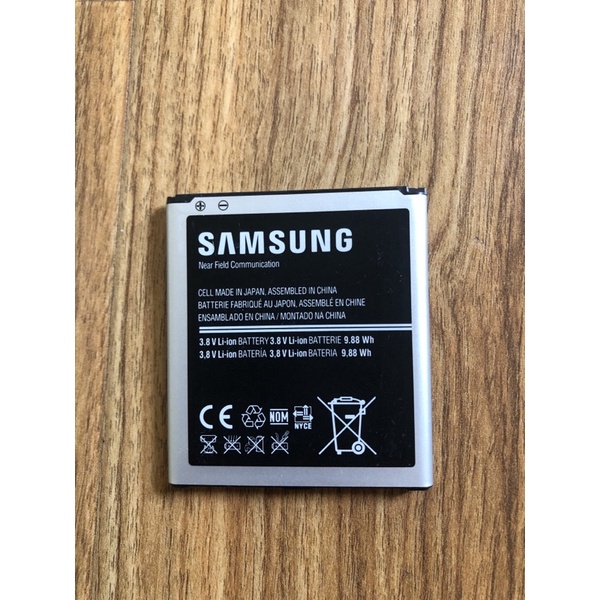 SAMSUNG
Near Field Communication
CELL MADE IN JAPAN, ASSEMBLED IN CHINA
BATTERIE FABRIQUÉ AU JAPON, ASSEMBLÉ EN CHINE
ENSAMBLADO EN CHINA / MONTADO NA CHINA
3.8 V Li-ion BATTERY 3.8 V Li-ion BATTERIE 9.88 Wh
3,8 V Li-ion BATERÍA 3,8 V Li-ion BATERIA 9,88 Wh
CE NOM NYCE